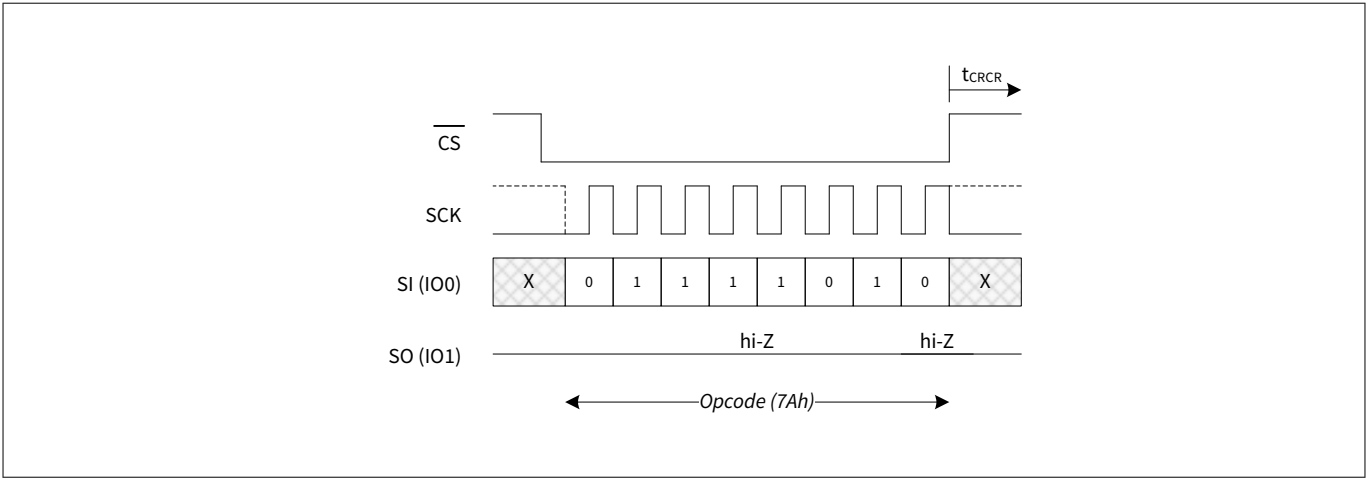 tCRCR
CS
SCK
SI (IO0)
X 0 1 1 1 1 0 1 0 X
hi-Z hi-Z
SO (IO1)
Opcode (7Ah)